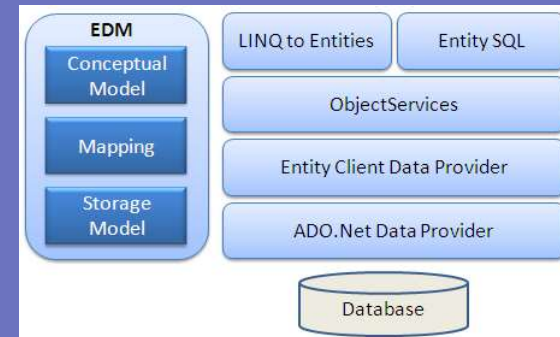 EDM
Conceptual
Model
Mapping
Storage
Model
LINQ to Entities
Entity SQL
ObjectServices
Entity Client Data Provider
ADO.Net Data Provider
Database